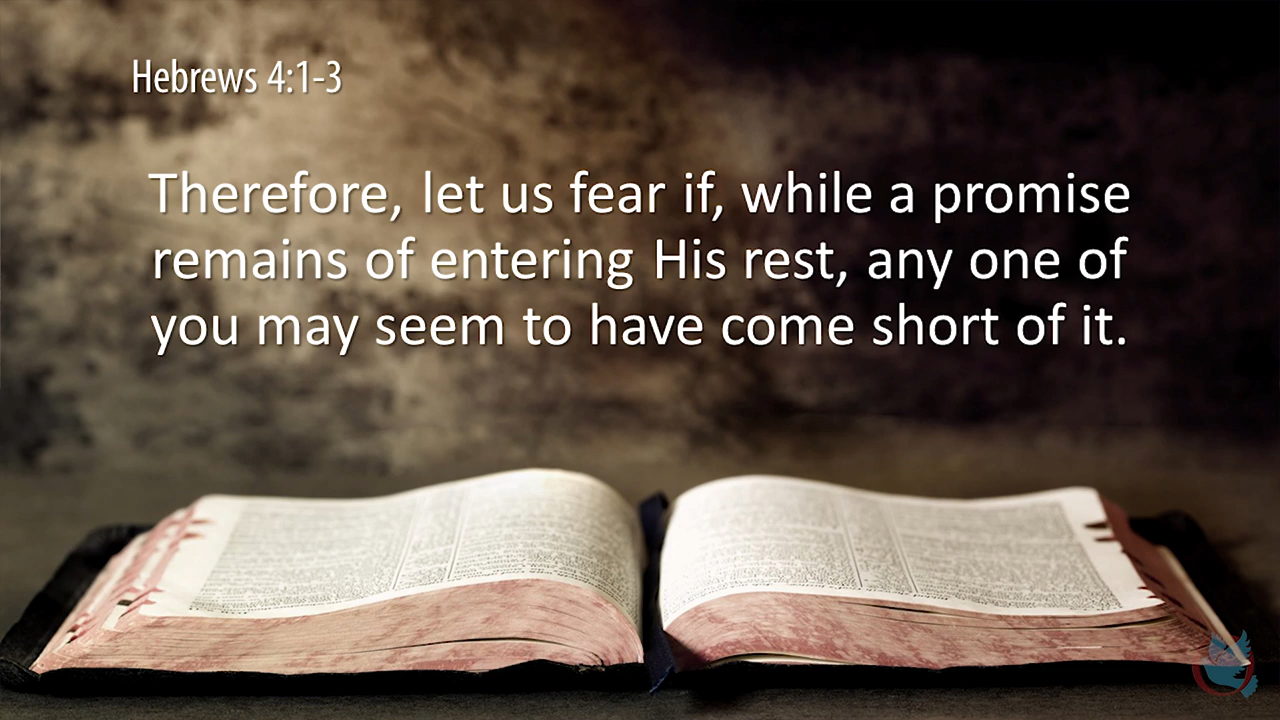 Hebrews 4:1-3
Therefore, let us fear if, while a promise
remains of entering His rest, any one of
you may seem to have come short of it.